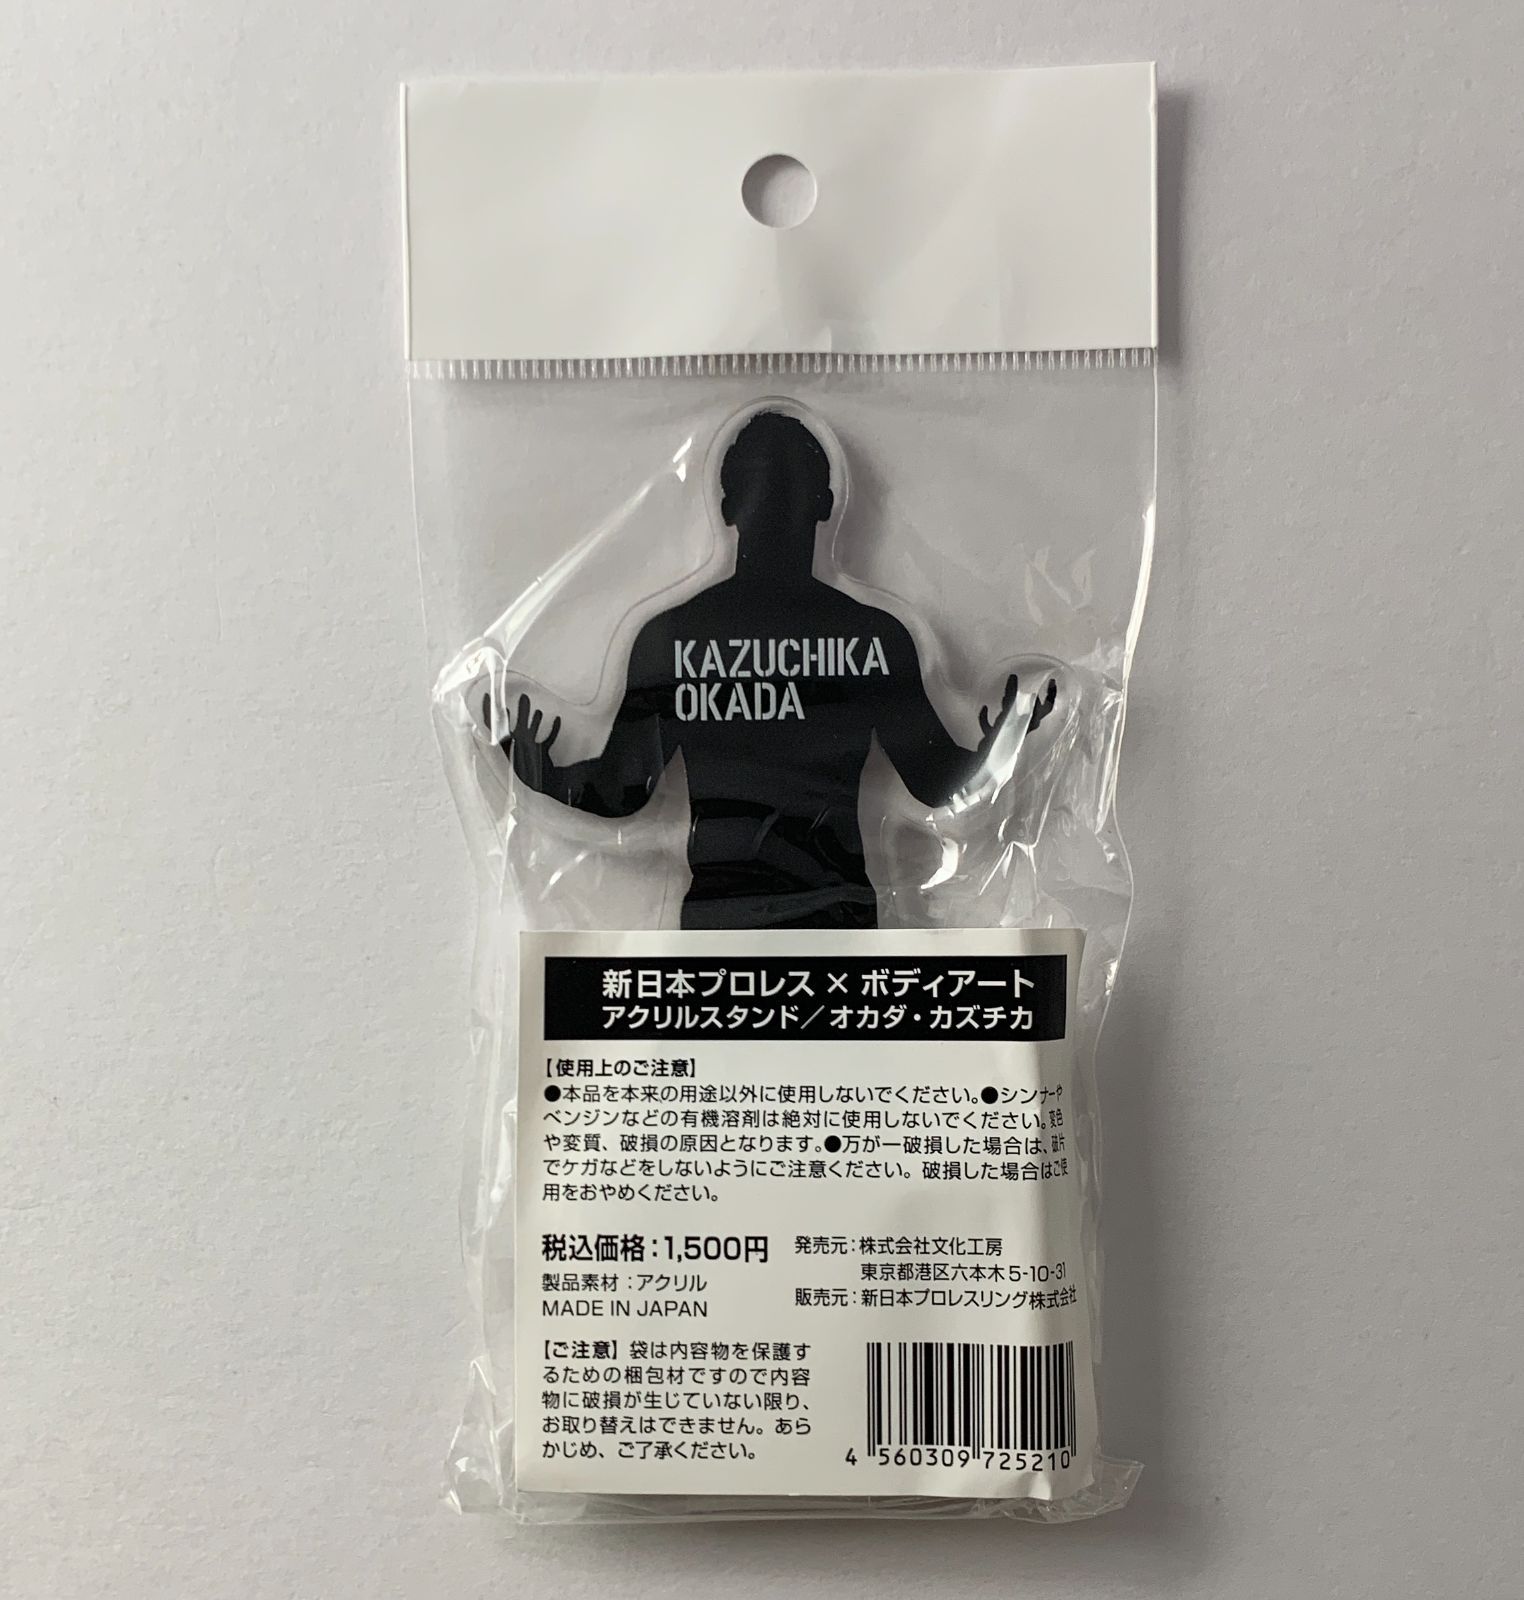 KAZUCHIKA
OKADA
新日本プロレス × ボディアート
アクリルスタンド／オカダ・カズチカ
【使用上のご注意】
●本品を本来の用途以外に使用しないでください。●シンナーや
ベンジンなどの有機溶剤は絶対に使用しないでください。変色
や変質、破損の原因となります。●万が一破損した場合は、破片
でケガなどをしないようにご注意ください。破損した場合はご使
用をおやめください。
税込価格：1,500円
製品素材：アクリル
MADE IN JAPAN
発売元：株式会社文化工房
東京都港区六本木5-10-31
販売元：新日本プロレスリング株式会社
【ご注意】袋は内容物を保護す
るための梱包材ですので内容
物に破損が生じていない限り、
お取り替えはできません。あら
かじめ、ご了承ください。
4 560309 725210